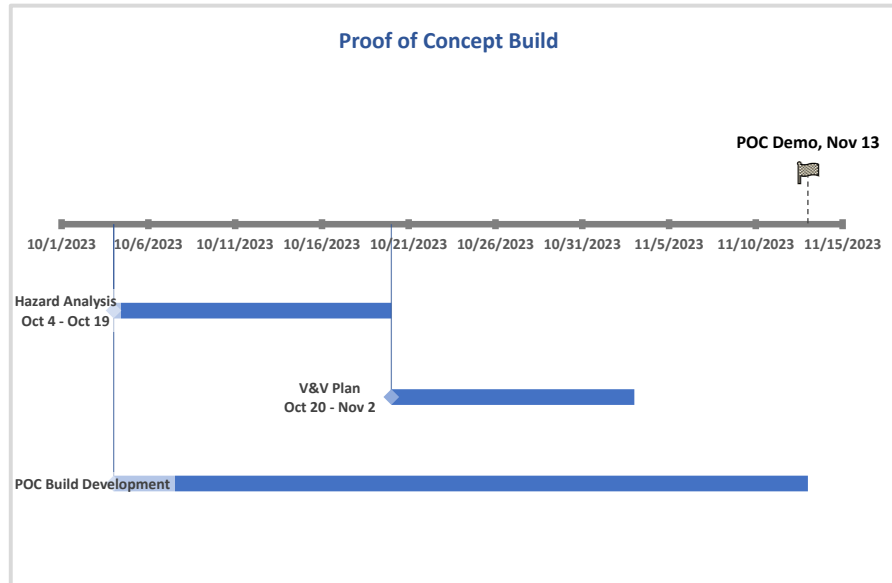 Proof of Concept Build
POC Demo, Nov 13
10/1/2023 10/6/2023 10/11/2023 10/16/2023 10/21/2023 10/26/2023 10/31/2023 11/5/2023 11/10/2023 11/15/2023
Hazard Analysis
Oct 4 - Oct 19
V&V Plan
Oct 20 - Nov 2
POC Build Development